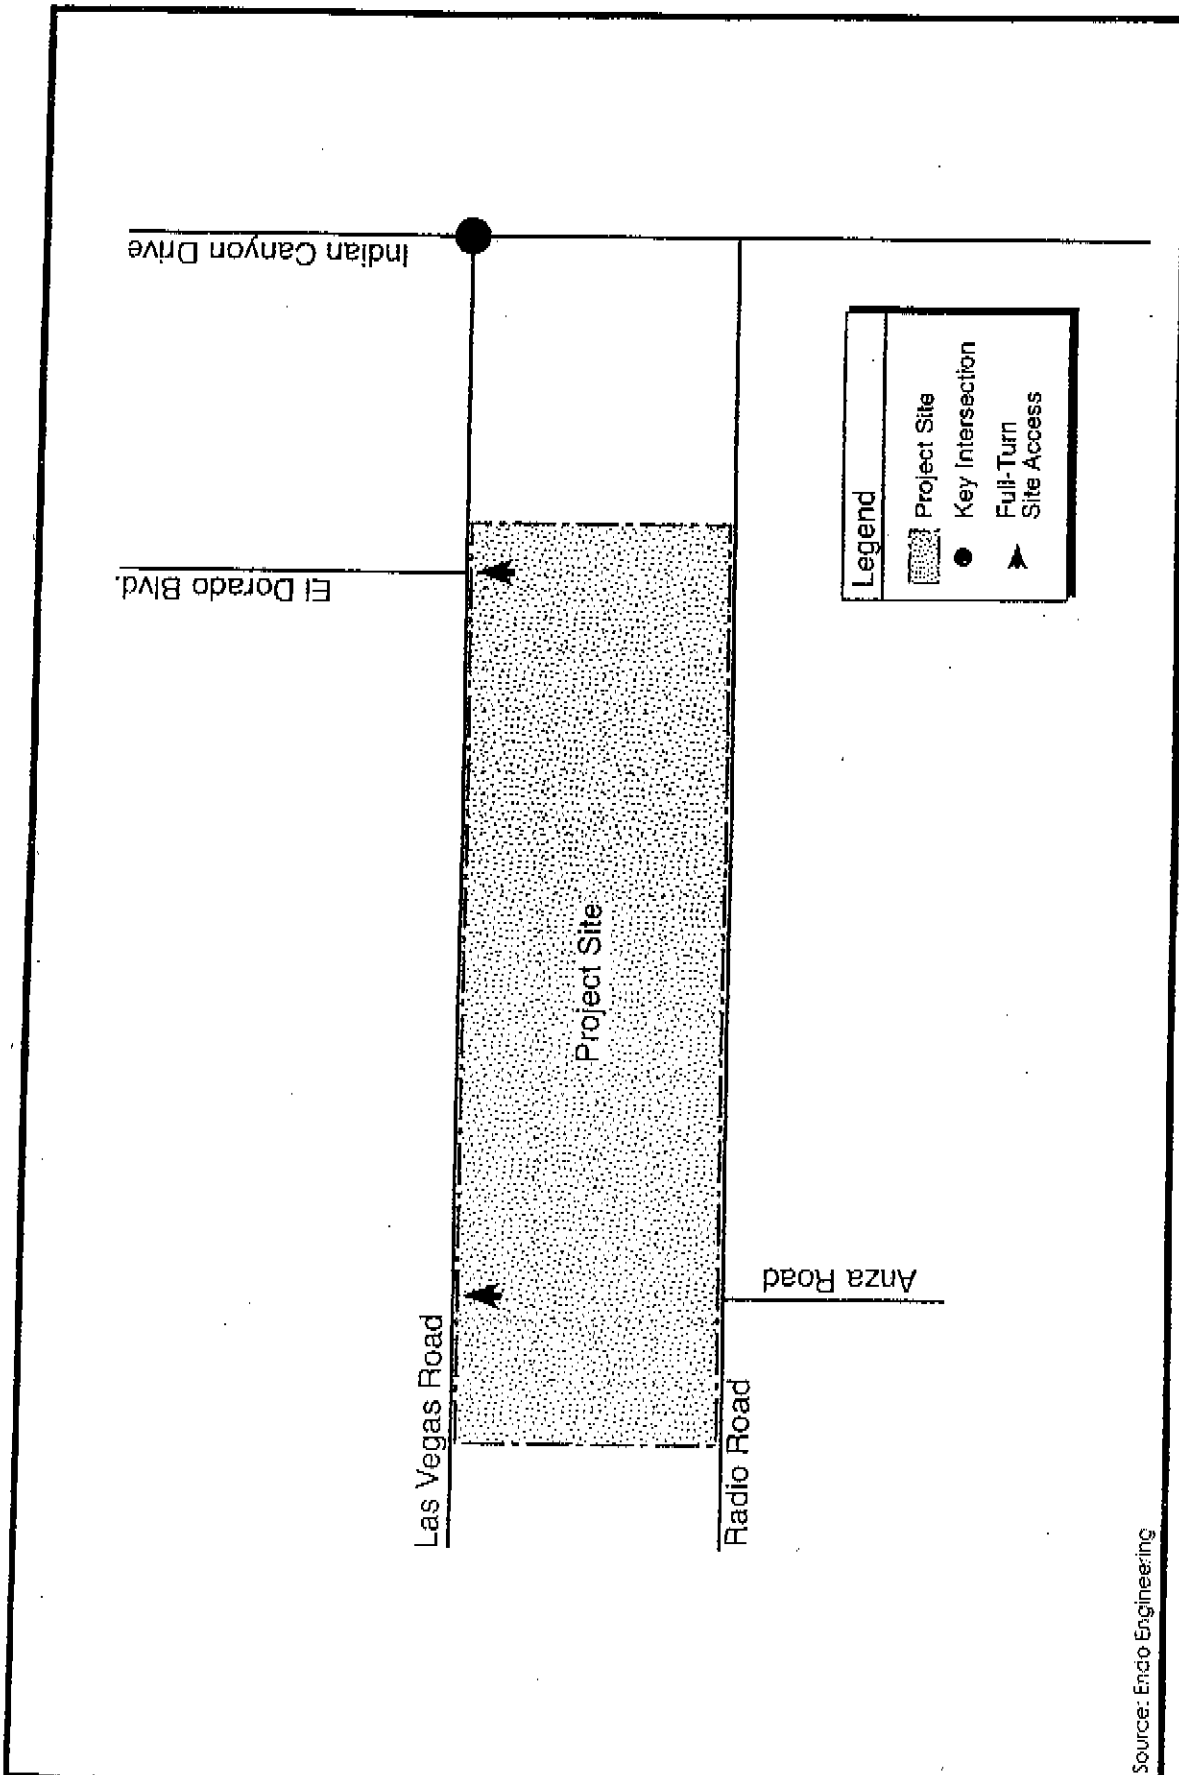 Indian Canyon Drive
El Dorado Blvd.
Las Vegas Road
Project Site
Radio Road
Anza Road
Legend
Project Site
Key Intersection
Full-Turn
Site Access
Source: Endo Engineering